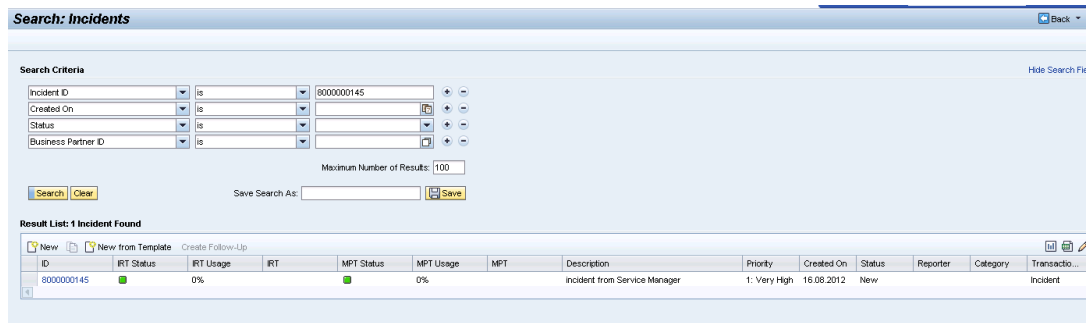 Search: Incidents
Back
Search Criteria
Hide Search Fie
Incident ID is 8000000145
Created On is
Status is
Business Partner ID is
Maximum Number of Results: 100
Search Clear Save Search As: Save
Result List: 1 Incident Found
New New from Template Create Follow-Up
ID IRT Status IRT Usage IRT MPT Status MPT Usage MPT Description Priority Created On Status Reporter Category Transactio...
8000000145 0% 0% incident from Service Manager 1: Very High 16.08.2012 New Incident